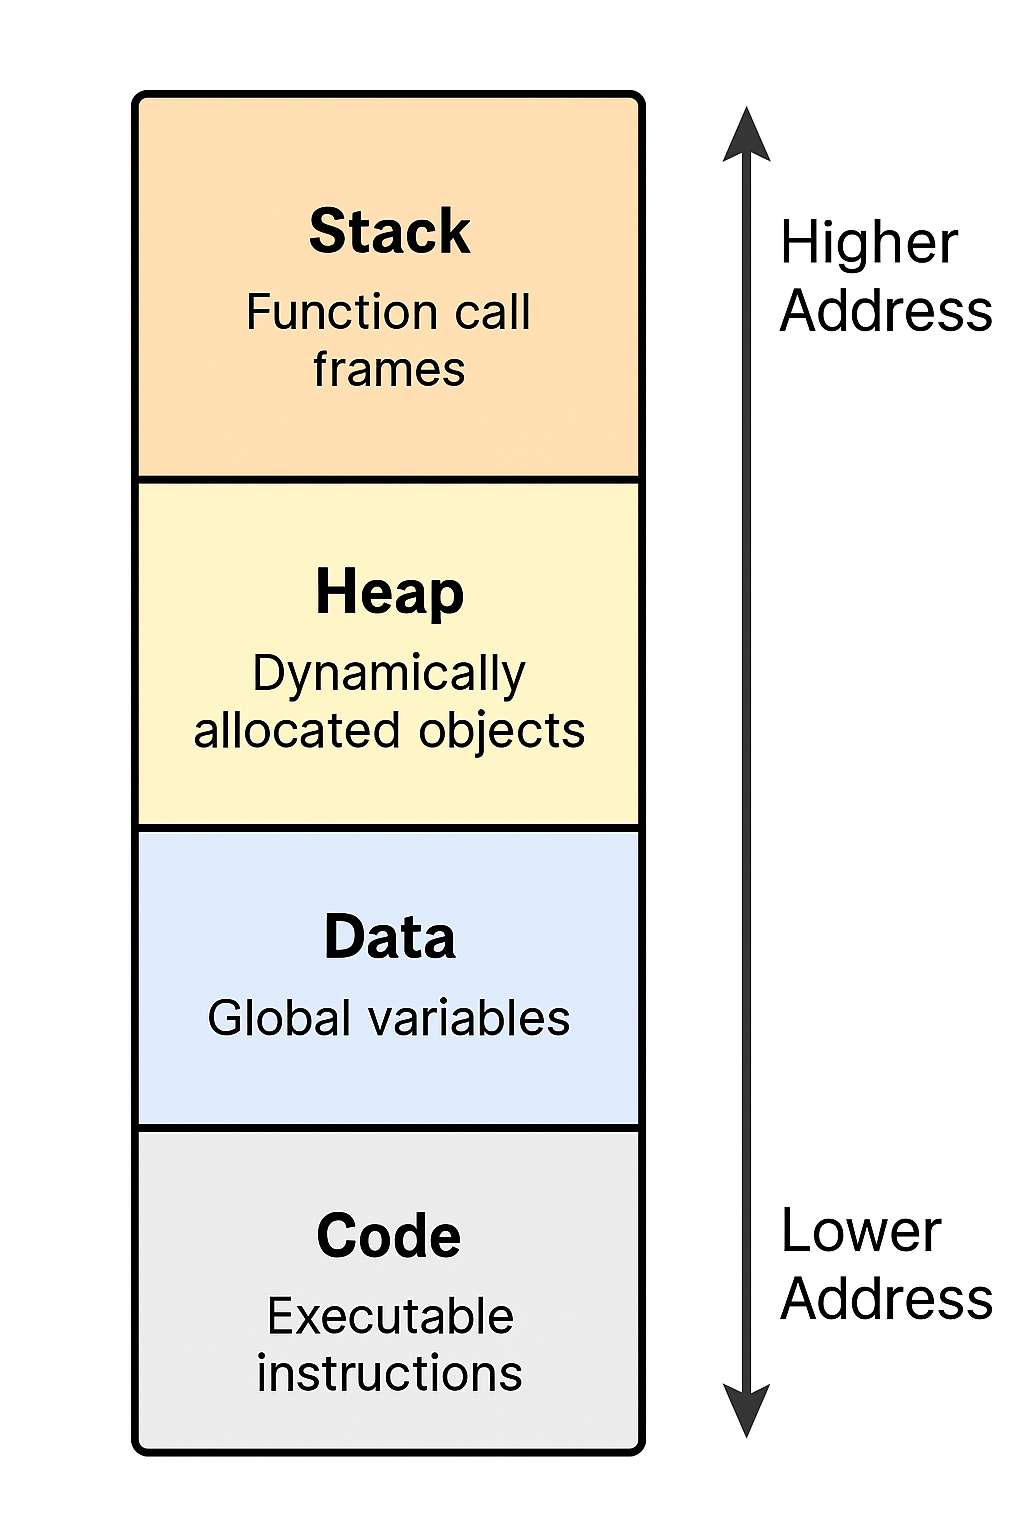 Stack
Function call
frames
Higher
Address
Heap
Dynamically
allocated objects
Data
Global variables
Code
Executable
instructions
Lower
Address